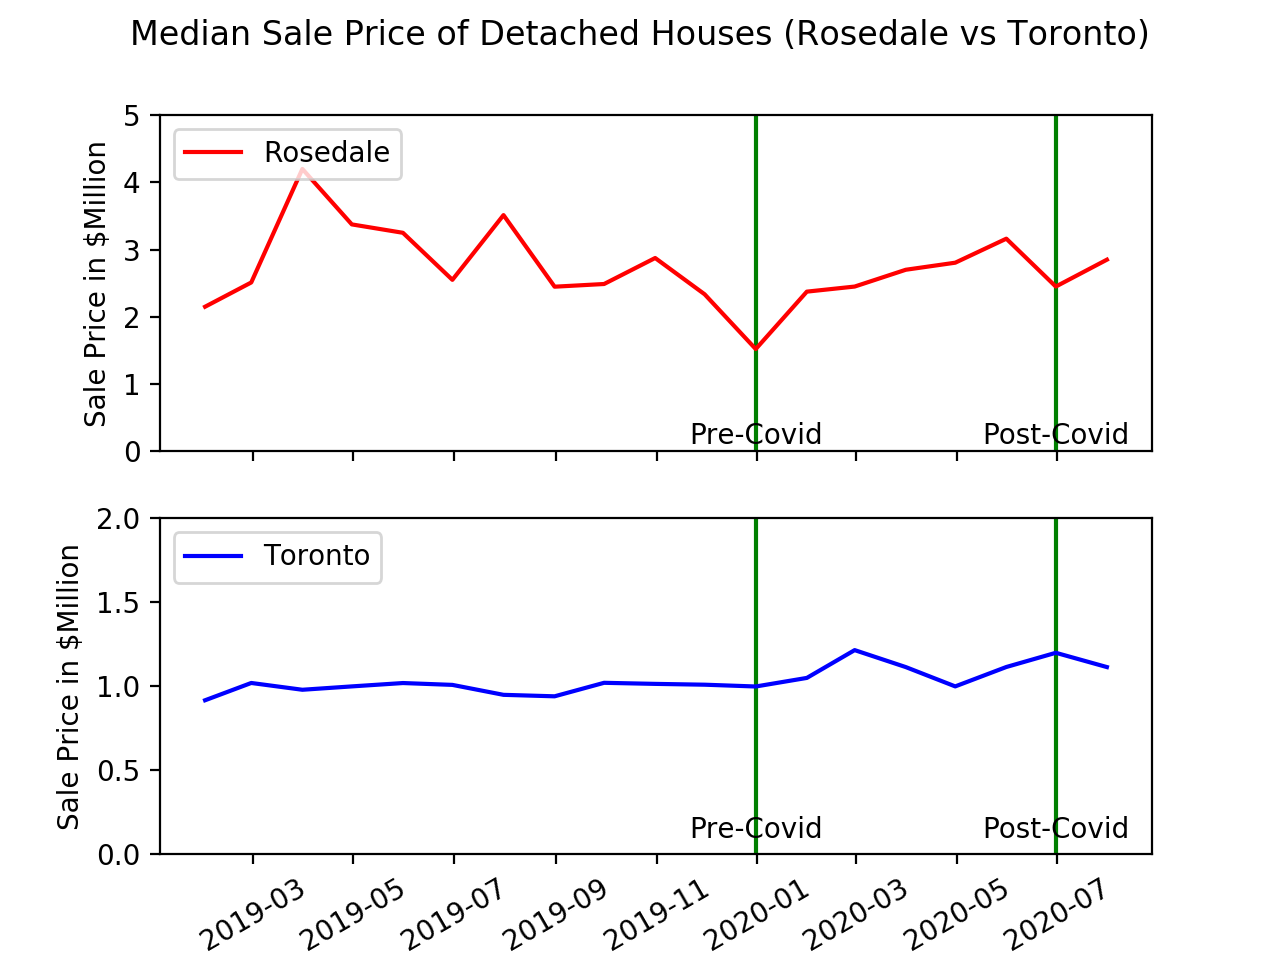 Median Sale Price of Detached Houses (Rosedale vs Toronto)
Sale Price in $Million
5
4
3
2
1
0
Rosedale
Pre-Covid
Post-Covid
Sale Price in $Million
2.0
1.5
1.0
0.5
0.0
Toronto
Pre-Covid
Post-Covid
2019-03
2019-05
2019-07
2019-09
2019-11
2020-01
2020-03
2020-05
2020-07